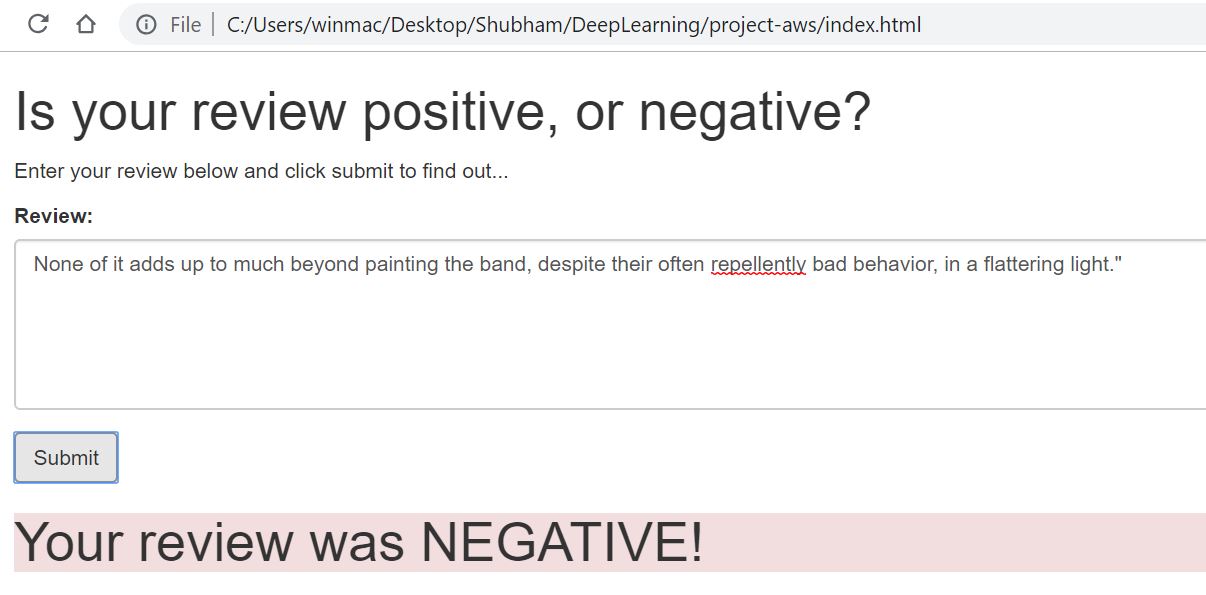 File | C:/Users/winmac/Desktop/Shubham/DeepLearning/project-aws/index.html
Is your review positive, or negative?
Enter your review below and click submit to find out...
Review:
None of it adds up to much beyond painting the band, despite their often repellently bad behavior, in a flattering light."
Submit
Your review was NEGATIVE!